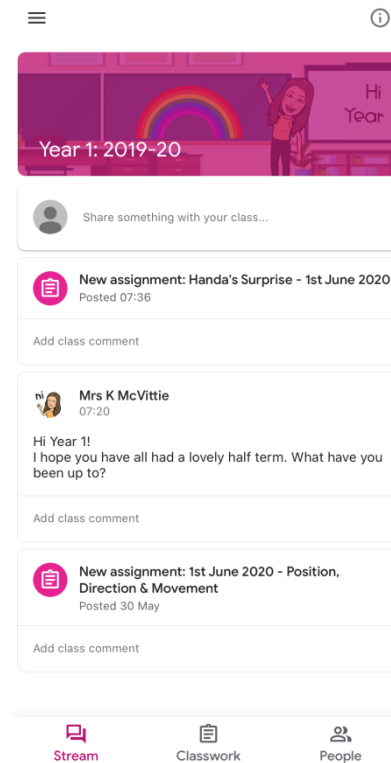 Hi
Year
Year 1: 2019-20
Share something with your class...
New assignment: Handa's Surprise - 1st June 2020
Posted 07:36
Add class comment
hi
Mrs K McVittie
07:20
Hi Year 1!
I hope you have all had a lovely half term. What have you
been up to?
Add class comment
New assignment: 1st June 2020 - Position,
Direction & Movement
Posted 30 May
Add class comment
Stream
Classwork
People